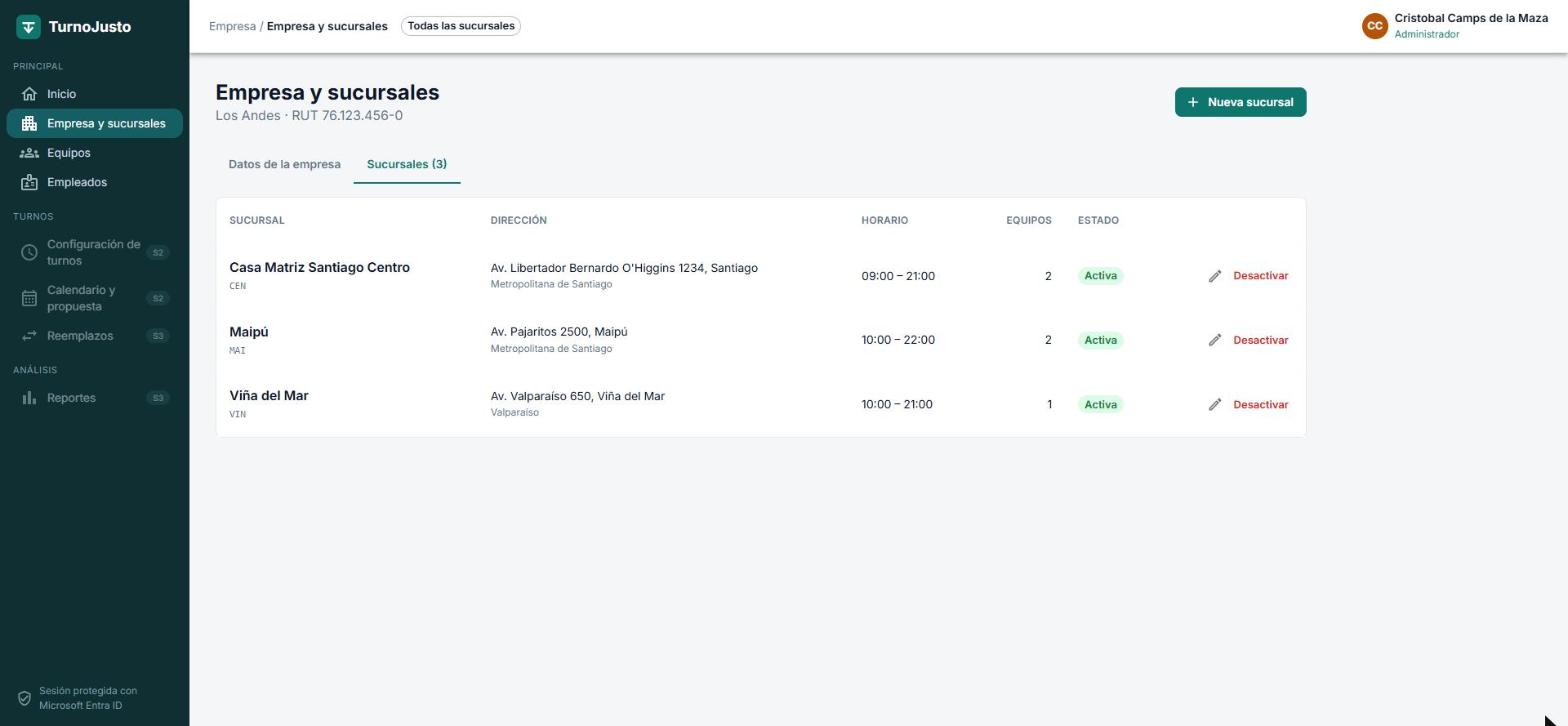 TurnoJusto
PRINCIPAL
Inicio
Empresa y sucursales
Equipos
Empleados
TURNOS
Configuración de
turnos
S2
Calendario y
propuesta
S2
Reemplazos S3
ANÁLISIS
Reportes S3
Sesión protegida con
Microsoft Entra ID
Empresa / Empresa y sucursales Todas las sucursales
CC
Cristobal Camps de la Maza
Administrador
Empresa y sucursales
Los Andes · RUT 76.123.456-0
+ Nueva sucursal
Datos de la empresa Sucursales (3)
SUCURSAL DIRECCIÓN HORARIO EQUIPOS ESTADO
Casa Matriz Santiago Centro
CEN
Av. Libertador Bernardo O'Higgins 1234, Santiago
Metropolitana de Santiago
09:00 – 21:00 2 Activa Desactivar
Maipú
MAI
Av. Pajaritos 2500, Maipú
Metropolitana de Santiago
10:00 – 22:00 2 Activa Desactivar
Viña del Mar
VIN
Av. Valparaíso 650, Viña del Mar
Valparaíso
10:00 – 21:00 1 Activa Desactivar